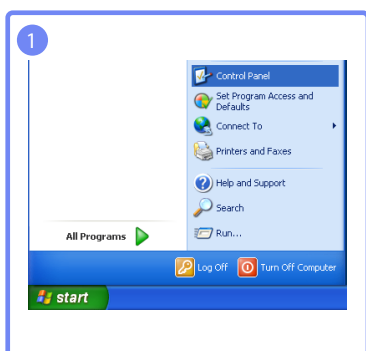 1
Control Panel
Set Program Access and
Defaults
Connect To
Printers and Faxes
Help and Support
Search
Run...
All Programs
Log Off
Turn Off Computer
start